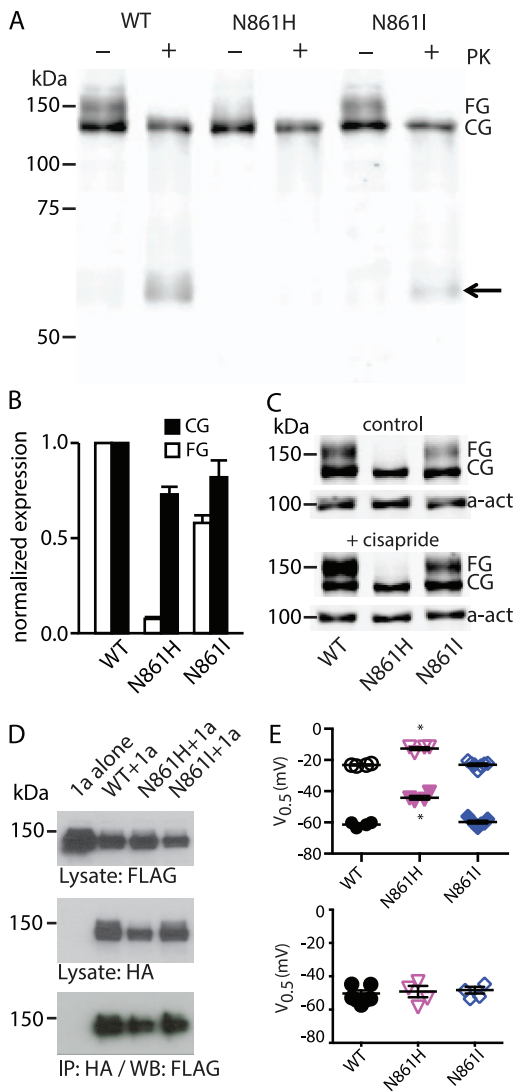 A
WT N861H N861I
− + − + − + PK
kDa
150 FG
CG
100
75
50
B
normalized expression
1.0
0.5
0.0
CG
FG
WT N861H N861I
C
kDa control
150 FG
CG
100 a-act
+ cisapride
150 FG
CG
100 a-act
WT N861H N861I
D
1a alone WT+1a N861H+1a N861I+1a
kDa
150
Lysate: FLAG
150
Lysate: HA
150
IP: HA / WB: FLAG
E
V0.5 (mV)
0
-20
-40
-60
-80
*
*
WT N861H N861I
V0.5 (mV)
0
-20
-40
-60
-80
WT N861H N861I